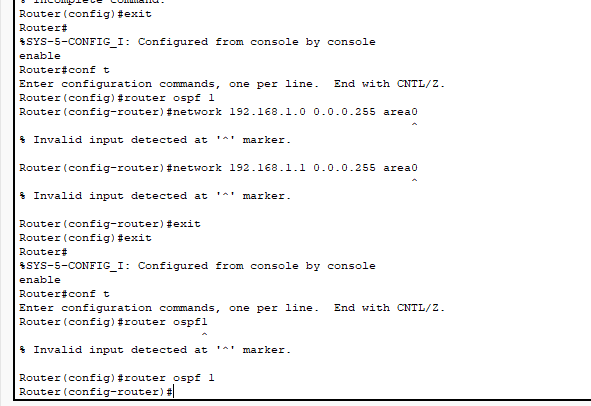 % Incomplete command.
Router(config)#exit
Router#
%SYS-5-CONFIG_I: Configured from console by console
enable
Router#conf t
Enter configuration commands, one per line.  End with CNTL/Z.
Router(config)#router ospf 1
Router(config-router)#network 192.168.1.0 0.0.0.255 area0
^
% Invalid input detected at '^' marker.
Router(config-router)#network 192.168.1.1 0.0.0.255 area0
^
% Invalid input detected at '^' marker.
Router(config-router)#exit
Router(config)#exit
Router#
%SYS-5-CONFIG_I: Configured from console by console
enable
Router#conf t
Enter configuration commands, one per line.  End with CNTL/Z.
Router(config)#router ospf1
^
% Invalid input detected at '^' marker.
Router(config)#router ospf 1
Router(config-router)#